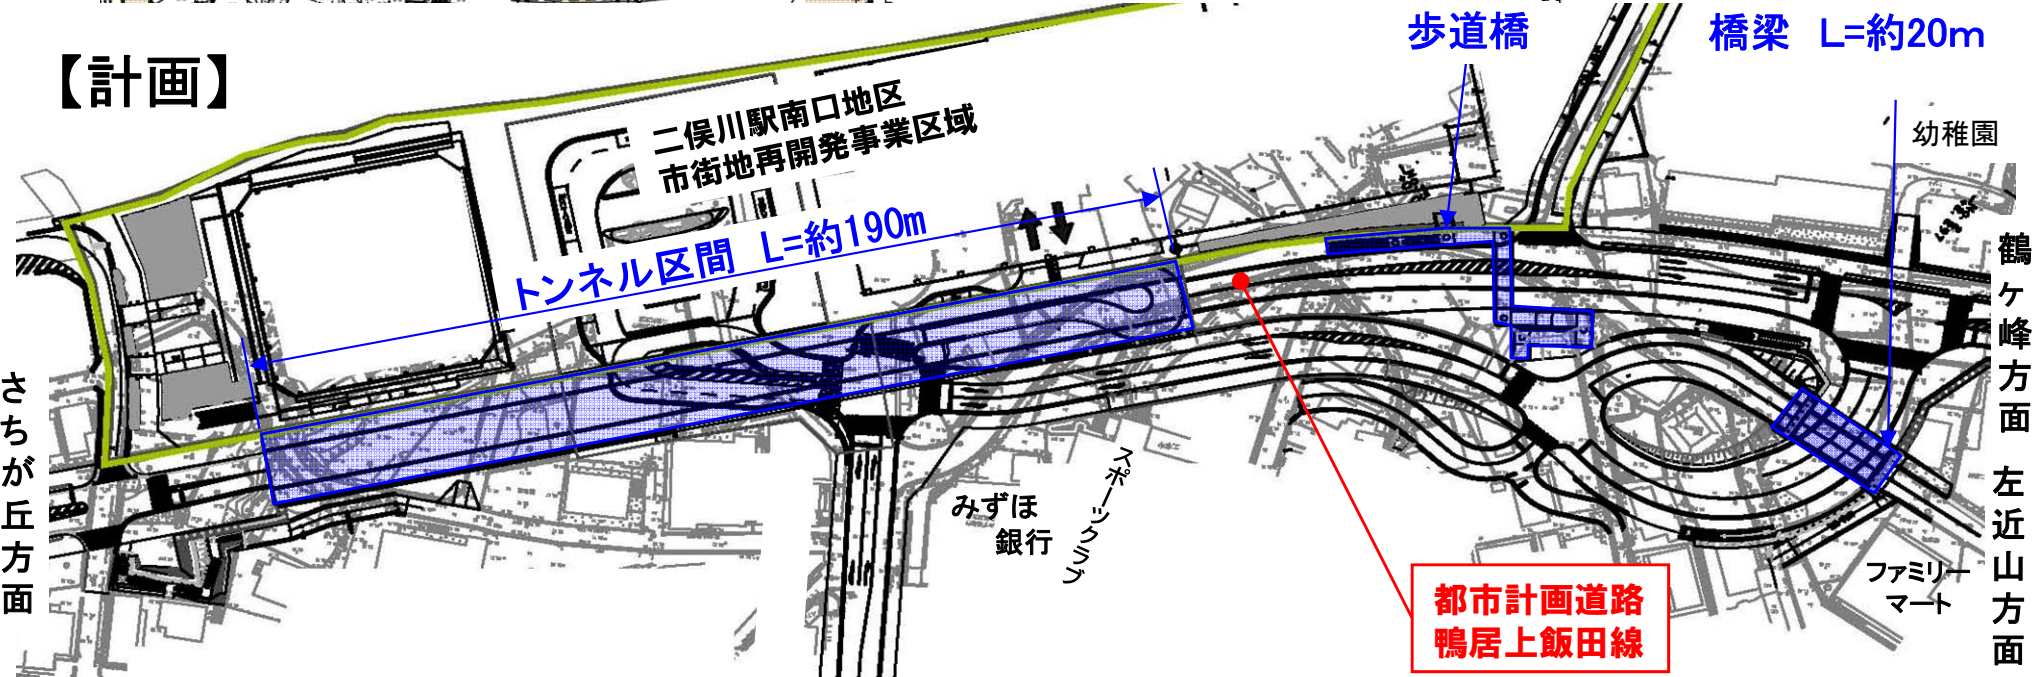 【計画】
歩道橋
橋梁　L=約20m
幼稚園
二俣川駅南口地区
市街地再開発事業区域
トンネル区間　L=約190m
さちが丘方面
鶴ケ峰方面
左近山方面
みずほ
銀行
スポーツクラブ
都市計画道路
鴨居上飯田線
ファミリー
マート